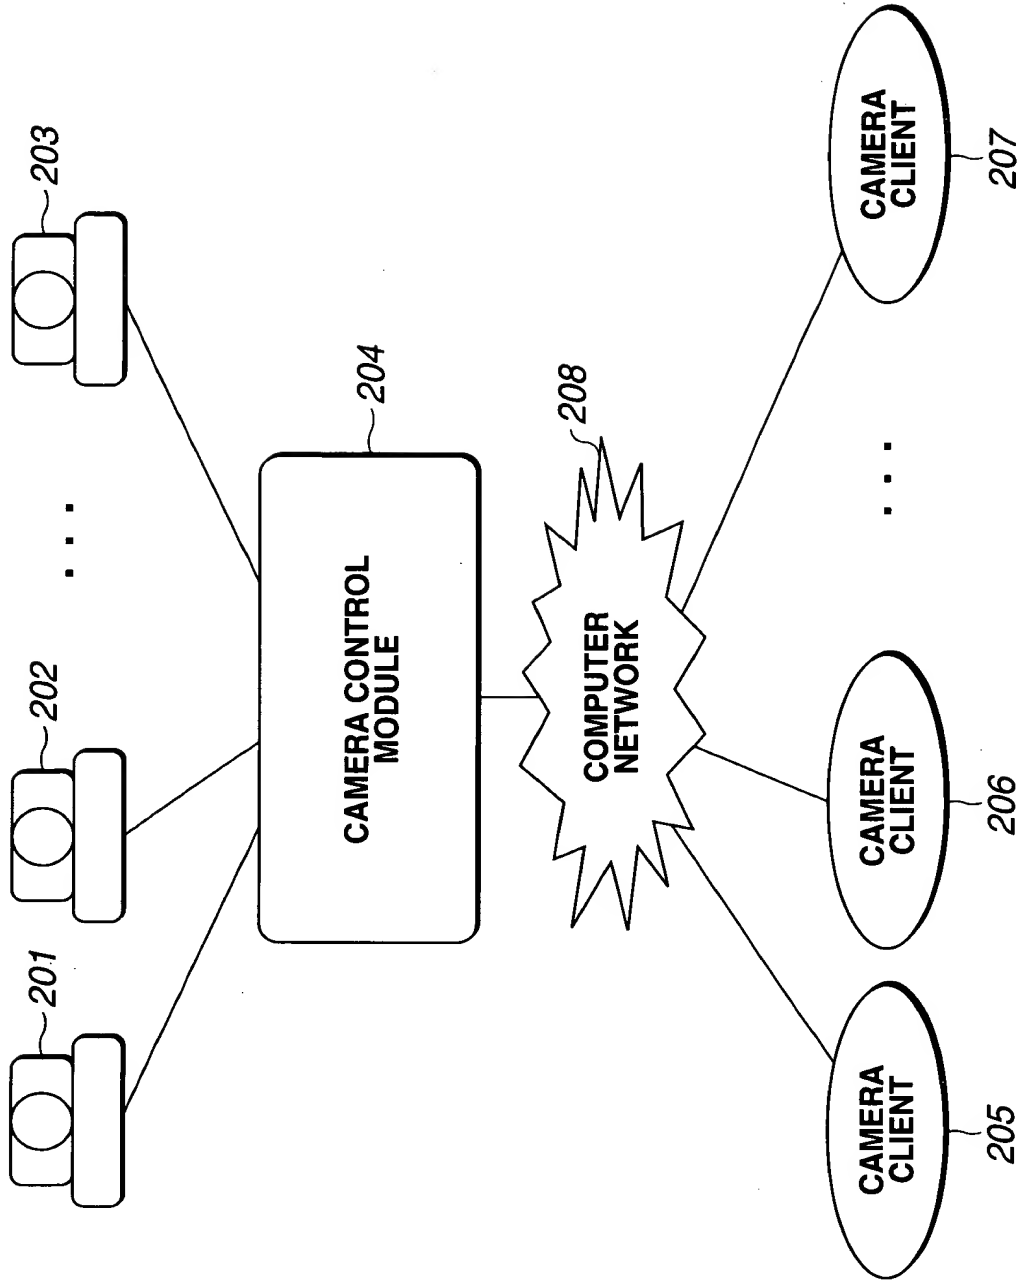 201
202
...
203
CAMERA CONTROL
MODULE
204
COMPUTER
NETWORK
208
CAMERA
CLIENT
205
CAMERA
CLIENT
206
...
CAMERA
CLIENT
207